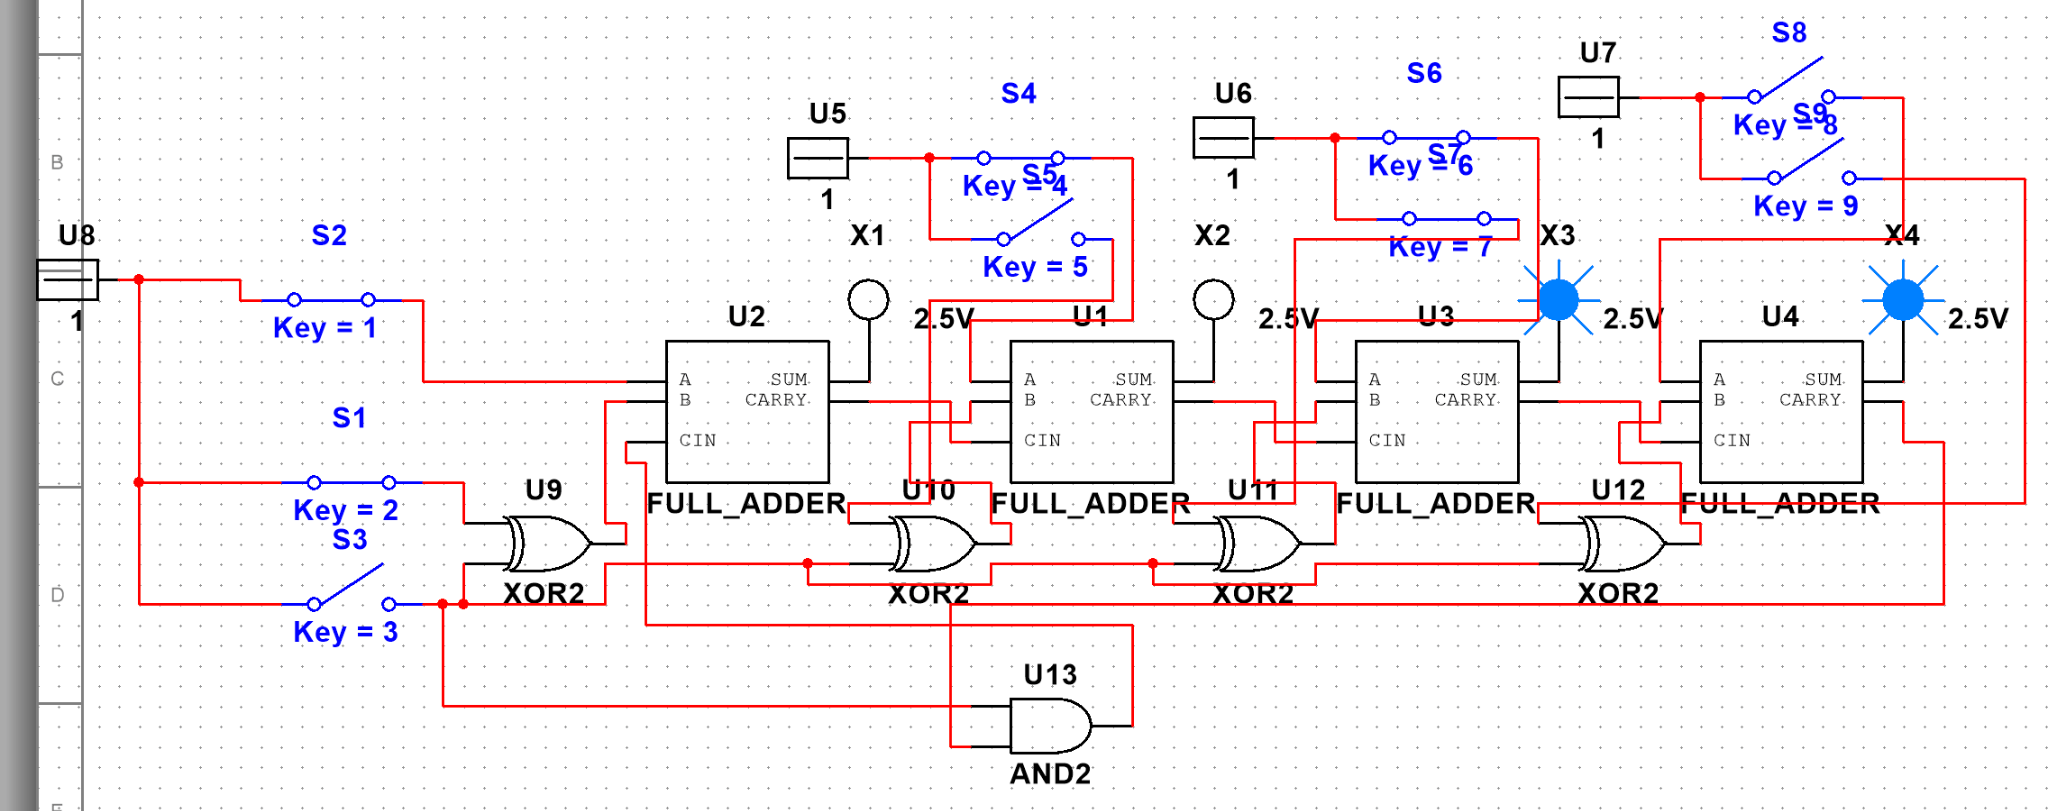 S8
U7
S6
U6
S4
S9
U5
Key = 8
1
B
S7
Key = 6
1
S5
Key = 4
1
Key = 9
U8
S2
X1
X2
Key = 7
X3
X4
Key = 5
1
Key = 1
U2
2.5V
U1
2.5V
U3
2.5V
U4
2.5V
C
A
SUM
B
CARRY
CIN
A
SUM
B
CARRY
CIN
A
SUM
B
CARRY
CIN
A
SUM
B
CARRY
CIN
S1
U9
U10
U11
U12
Key = 2
FULL_ADDER
FULL_ADDER
FULL_ADDER
FULL_ADDER
S3
D
XOR2
XOR2
XOR2
XOR2
Key = 3
U13
AND2